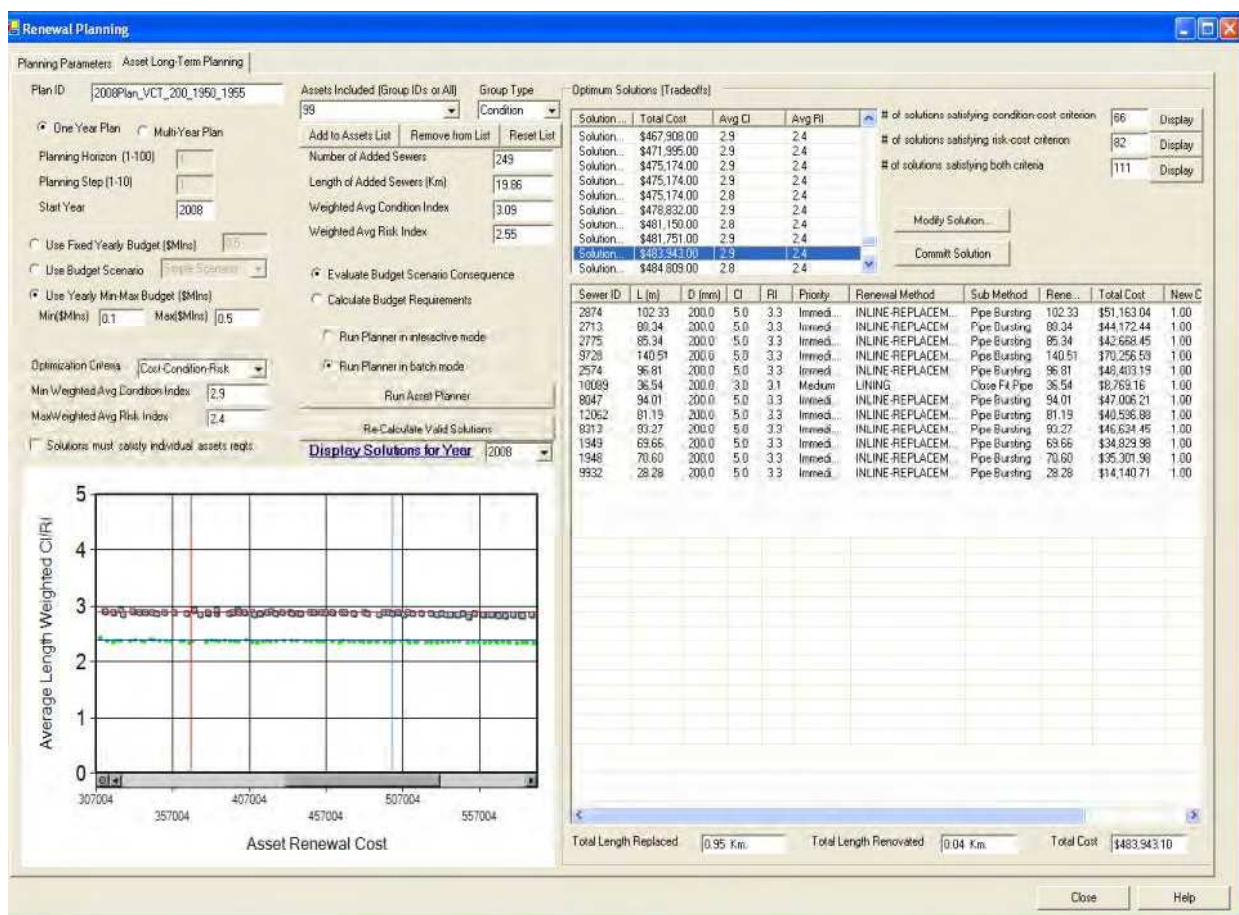 Renewal Planning
Planning Parameters Asset Long-Term Planning
Plan ID 2008Plan_VCT_200_1950_1955
One Year Plan Multi-Year Plan
Planning Horizon (1-100) 1
Planning Step (1-10) 1
Start Year 2008
Use Fixed Yearly Budget ($Mlns) 0.5
Use Budget Scenario Simple Scenario
Use Yearly Min-Max Budget ($Mlns)
Min($Mlns) 0.1 Max($Mlns) 0.5
Optimization Criteria Cost-Condition-Risk
Min Weighted Avg Condition Index 2.9
MaxWeighted Avg Risk Index 2.4
Solutions must satisfy individual assets reqts.
Assets Included (Group IDs or All) Group Type
99 Condition
Add to Assets List Remove from List Reset List
Number of Added Sewers 249
Length of Added Sewers (Km) 19.86
Weighted Avg Condition Index 3.09
Weighted Avg Risk Index 2.55
Evaluate Budget Scenario Consequence
Calculate Budget Requirements
Run Planner in interactive mode
Run Planner in batch mode
Run Asset Planner
Re-Calculate Valid Solutions
Display Solutions for Year 2008
Average Length Weighted CI/RI
5
4
3
2
1
0
307004 357004 407004 457004 507004 557004
Asset Renewal Cost
Optimum Solutions (Tradeoffs)
Solution... Total Cost Avg CI Avg RI
Solution... $467,908.00 2.9 2.4
Solution... $471,995.00 2.9 2.4
Solution... $475,174.00 2.9 2.4
Solution... $475,174.00 2.9 2.4
Solution... $475,174.00 2.8 2.4
Solution... $478,832.00 2.9 2.4
Solution... $481,150.00 2.8 2.4
Solution... $481,751.00 2.9 2.4
Solution... $483,943.00 2.9 2.4
Solution... $484,809.00 2.8 2.4
# of solutions satisfying condition-cost criterion 66 Display
# of solutions satisfying risk-cost criterion 82 Display
# of solutions satisfying both criteria 111 Display
Modify Solution...
Committ Solution
Sewer ID L (m) D (mm) CI RI Priority Renewal Method Sub Method Rene... Total Cost New C
2874 102.33 200.0 5.0 3.3 Immedi... INLINE-REPLACEM... Pipe Bursting 102.33 $51,163.04 1.00
2713 88.34 200.0 5.0 3.3 Immedi... INLINE-REPLACEM... Pipe Bursting 88.34 $44,172.44 1.00
2775 85.34 200.0 5.0 3.3 Immedi... INLINE-REPLACEM... Pipe Bursting 85.34 $42,668.45 1.00
9728 140.51 200.0 5.0 3.3 Immedi... INLINE-REPLACEM... Pipe Bursting 140.51 $70,256.59 1.00
2574 96.81 200.0 5.0 3.3 Immedi... INLINE-REPLACEM... Pipe Bursting 96.81 $48,403.19 1.00
10089 36.54 200.0 3.0 3.1 Medium LINING Close Fit Pipe 36.54 $8,769.16 1.00
8047 94.01 200.0 5.0 3.3 Immedi... INLINE-REPLACEM... Pipe Bursting 94.01 $47,006.21 1.00
12062 81.19 200.0 5.0 3.3 Immedi... INLINE-REPLACEM... Pipe Bursting 81.19 $40,596.88 1.00
8313 93.27 200.0 5.0 3.3 Immedi... INLINE-REPLACEM... Pipe Bursting 93.27 $46,634.45 1.00
1949 69.66 200.0 5.0 3.3 Immedi... INLINE-REPLACEM... Pipe Bursting 69.66 $34,829.98 1.00
1948 70.60 200.0 5.0 3.3 Immedi... INLINE-REPLACEM... Pipe Bursting 70.60 $35,301.98 1.00
9932 28.28 200.0 5.0 3.3 Immedi... INLINE-REPLACEM... Pipe Bursting 28.28 $14,140.71 1.00
Total Length Replaced 0.95 Km. Total Length Renovated 0.04 Km. Total Cost $483,943.10
Close Help